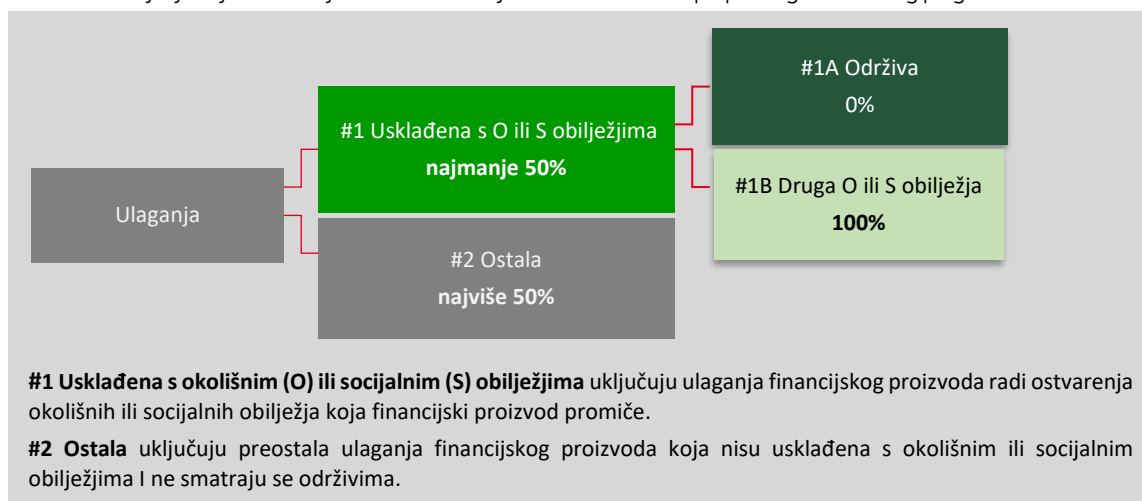 #1A Održiva
0%
#1 Usklađena s O ili S obilježjima
najmanje 50%
#1B Druga O ili S obilježja
100%
Ulaganja
#2 Ostala
najviše 50%
#1 Usklađena s okolišnim (O) ili socijalnim (S) obilježjima uključuju ulaganja financijskog proizvoda radi ostvarenja
okolišnih ili socijalnih obilježja koja financijski proizvod promiče.
#2 Ostala uključuju preostala ulaganja financijskog proizvoda koja nisu usklađena s okolišnim ili socijalnim
obilježjima I ne smatraju se održivima.